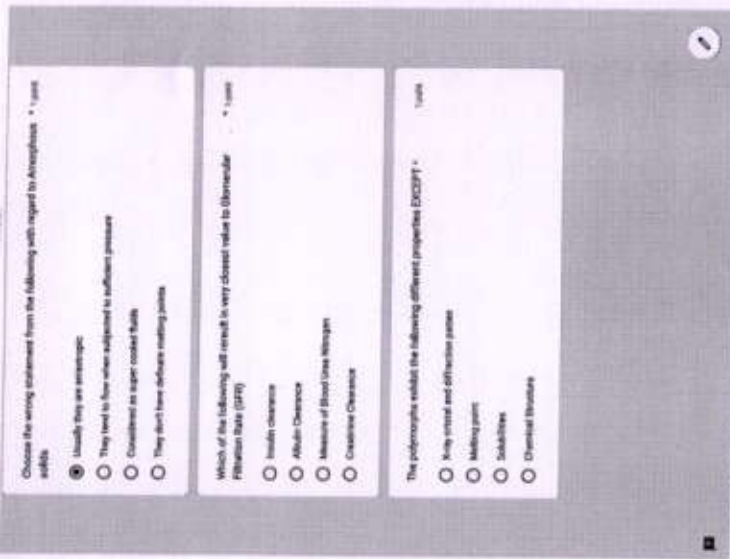 Choose the wrong statement from the following with regard to Amorphous * 1 point
solids
Usually they are anisotropic
They tend to flow when subjected to sufficient pressure
Considered as super cooled fluids
They don't have definate melting points
Which of the following will result in very closest value to Glomerular * 1 point
Filtration Rate (GFR)
Insulin clearance
Albulin Clearance
Measure of Blood Urea Nitrogen
Creatinine Clearance
The polymorphs exhibit the following different properties EXCEPT * 1 point
X-ray crystal and diffraction patten
Melting point
Solubilities
Chemical Structure